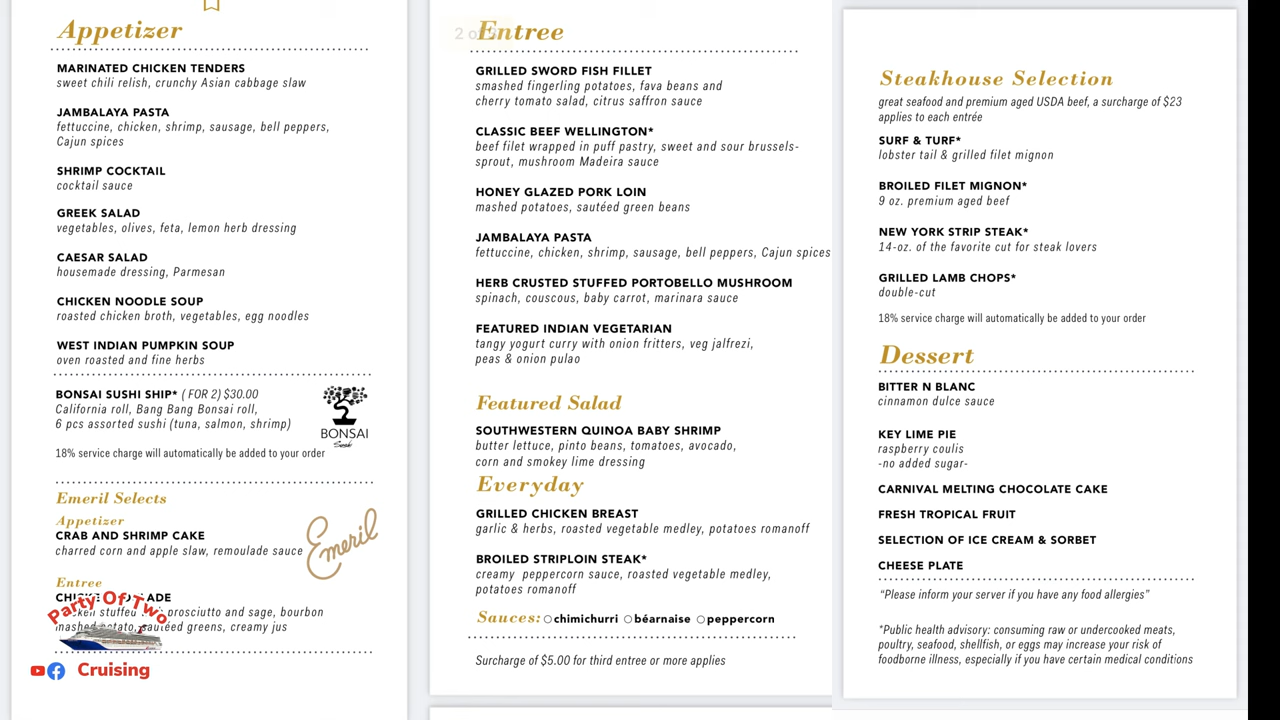 Appetizer
MARINATED CHICKEN TENDERS
sweet chili relish, crunchy Asian cabbage slaw
JAMBALAYA PASTA
fettuccine, chicken, shrimp, sausage, bell peppers,
Cajun spices
SHRIMP COCKTAIL
cocktail sauce
GREEK SALAD
vegetables, olives, feta, lemon herb dressing
CAESAR SALAD
housemade dressing, Parmesan
CHICKEN NOODLE SOUP
roasted chicken broth, vegetables, egg noodles
WEST INDIAN PUMPKIN SOUP
oven roasted and fine herbs
BONSAI SUSHI SHIP* ( FOR 2) $30.00
California roll, Bang Bang Bonsai roll,
6 pcs assorted sushi (tuna, salmon, shrimp)
BONSAI
Sushi
18% service charge will automatically be added to your order
Emeril Selects
Appetizer
CRAB AND SHRIMP CAKE
charred corn and apple slaw, remoulade sauce
Emeril
Entree
stuffed prosciutto and sage, bourbon
mashed potato, sautéed greens, creamy jus
Party Of Two
Cruising
2 of
Entree
GRILLED SWORD FISH FILLET
smashed fingerling potatoes, fava beans and
cherry tomato salad, citrus saffron sauce
CLASSIC BEEF WELLINGTON*
beef filet wrapped in puff pastry, sweet and sour brussels-
sprout, mushroom Madeira sauce
HONEY GLAZED PORK LOIN
mashed potatoes, sautéed green beans
JAMBALAYA PASTA
fettuccine, chicken, shrimp, sausage, bell peppers, Cajun spices
HERB CRUSTED STUFFED PORTOBELLO MUSHROOM
spinach, couscous, baby carrot, marinara sauce
FEATURED INDIAN VEGETARIAN
tangy yogurt curry with onion fritters, veg jalfrezi,
peas & onion pulao
Featured Salad
SOUTHWESTERN QUINOA BABY SHRIMP
butter lettuce, pinto beans, tomatoes, avocado,
corn and smokey lime dressing
Everyday
GRILLED CHICKEN BREAST
garlic & herbs, roasted vegetable medley, potatoes romanoff
BROILED STRIPLOIN STEAK*
creamy peppercorn sauce, roasted vegetable medley,
potatoes romanoff
Sauces: chimichurri béarnaise peppercorn
Surcharge of $5.00 for third entree or more applies
Steakhouse Selection
great seafood and premium aged USDA beef, a surcharge of $23
applies to each entrée
SURF & TURF*
lobster tail & grilled filet mignon
BROILED FILET MIGNON*
9 oz. premium aged beef
NEW YORK STRIP STEAK*
14-oz. of the favorite cut for steak lovers
GRILLED LAMB CHOPS*
double-cut
18% service charge will automatically be added to your order
Dessert
BITTER N BLANC
cinnamon dulce sauce
KEY LIME PIE
raspberry coulis
-no added sugar-
CARNIVAL MELTING CHOCOLATE CAKE
FRESH TROPICAL FRUIT
SELECTION OF ICE CREAM & SORBET
CHEESE PLATE
“Please inform your server if you have any food allergies”
*Public health advisory: consuming raw or undercooked meats,
poultry, seafood, shellfish, or eggs may increase your risk of
foodborne illness, especially if you have certain medical conditions